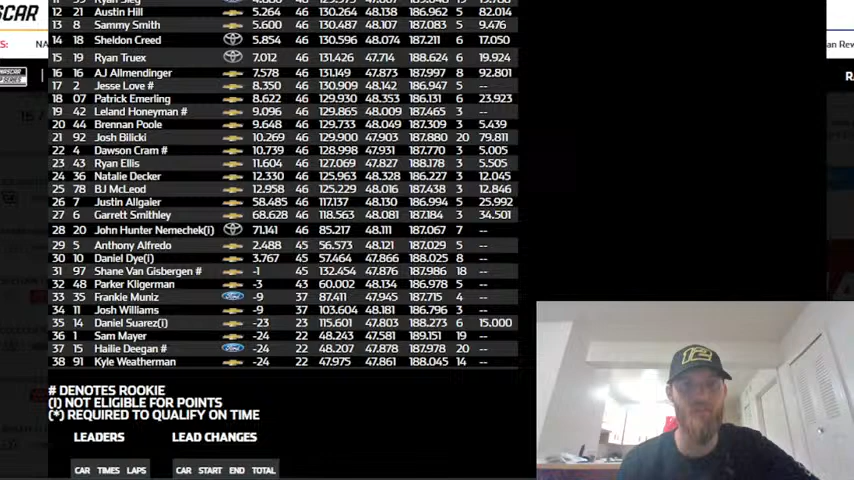 SCAR
TS:
NA
an Rew
R
12 21 Austin Hill 5.264 46 130.264 48.138 186.962 5 82.014
13 8 Sammy Smith 5.600 46 130.487 48.107 187.083 5 9.476
14 18 Sheldon Creed 5.854 46 130.596 48.074 187.211 6 17.050
15 19 Ryan Truex 7.012 46 131.426 47.714 188.624 6 19.924
16 16 AJ Allmendinger 7.578 46 131.149 47.873 187.997 8 92.801
17 2 Jesse Love # 8.350 46 130.909 48.142 186.947 5 --
18 07 Patrick Emerling 8.622 46 129.930 48.353 186.131 6 23.923
19 42 Leland Honeyman # 9.096 46 129.865 48.009 187.465 3 --
20 44 Brennan Poole 9.648 46 129.733 48.049 187.309 3 5.439
21 92 Josh Bilicki 10.269 46 129.900 47.903 187.880 20 79.811
22 4 Dawson Cram # 10.739 46 128.998 47.931 187.770 3 5.005
23 43 Ryan Ellis 11.604 46 127.069 47.827 188.178 3 5.505
24 36 Natalie Decker 12.330 46 125.963 48.328 186.227 3 12.045
25 78 BJ McLeod 12.958 46 125.229 48.016 187.438 3 12.846
26 7 Justin Allgaier 58.485 46 117.137 48.130 186.994 5 25.992
27 6 Garrett Smithley 68.628 46 118.563 48.081 187.184 3 34.501
28 20 John Hunter Nemechek(i) 71.141 46 85.217 48.111 187.067 7 --
29 5 Anthony Alfredo 2.488 45 56.573 48.121 187.029 5 --
30 10 Daniel Dye(i) 3.767 45 57.464 47.866 188.025 8 --
31 97 Shane Van Gisbergen # -1 45 132.454 47.876 187.986 18 --
32 48 Parker Kligerman -3 43 60.002 48.134 186.978 5 --
33 35 Frankie Muniz -9 37 87.411 47.945 187.715 4 --
34 11 Josh Williams -9 37 103.604 48.181 186.796 3 --
35 14 Daniel Suarez(i) -23 23 115.601 47.803 188.273 6 15.000
36 1 Sam Mayer -24 22 48.243 47.581 189.151 19 --
37 15 Hailie Deegan # -24 22 48.207 47.878 187.978 20 --
38 91 Kyle Weatherman -24 22 47.975 47.861 188.045 14 --
# DENOTES ROOKIE
(I) NOT ELIGIBLE FOR POINTS
(*) REQUIRED TO QUALIFY ON TIME
LEADERS LEAD CHANGES
CAR TIMES LAPS CAR START END TOTAL